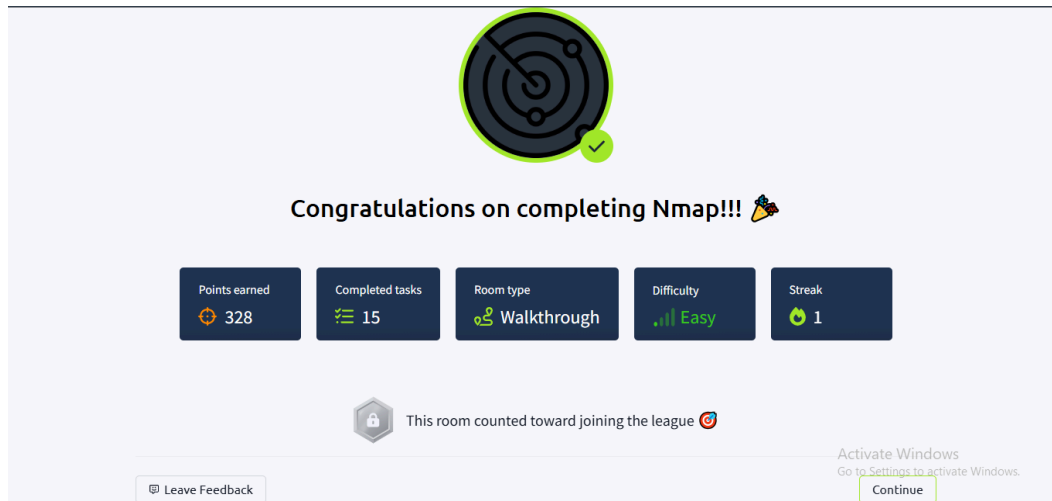 Congratulations on completing Nmap!!! 🎉
Points earned
328
Completed tasks
15
Room type
Walkthrough
Difficulty
Easy
Streak
1
This room counted toward joining the league 🎯
Activate Windows
Go to Settings to activate Windows.
Leave Feedback
Continue